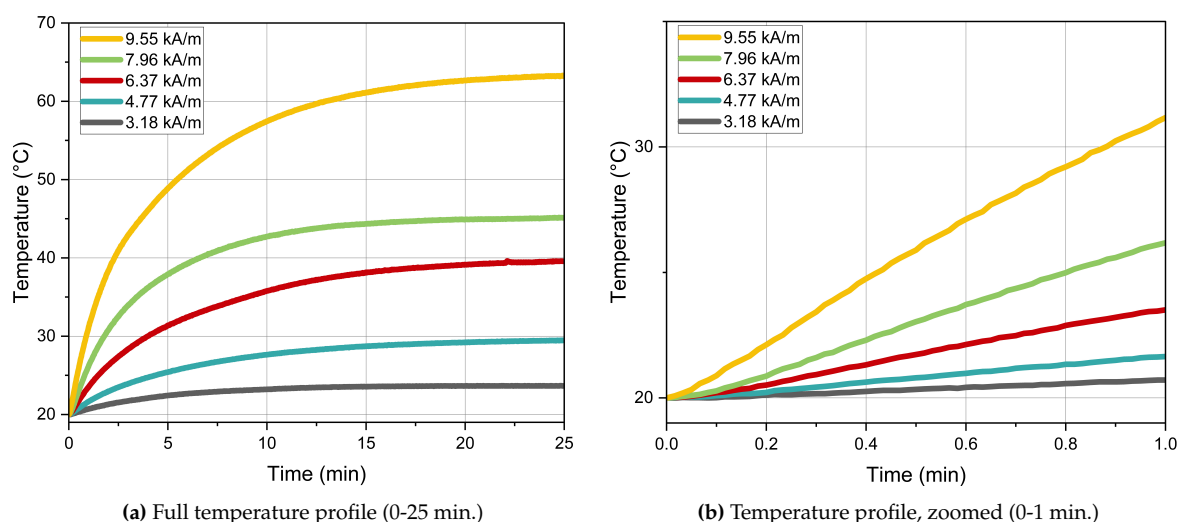 70
60
50
40
30
20
0
5
10
15
20
25
Temperature (°C)
Time (min)
9.55 kA/m
7.96 kA/m
6.37 kA/m
4.77 kA/m
3.18 kA/m
(a) Full temperature profile (0-25 min.)
30
20
0.0
0.2
0.4
0.6
0.8
1.0
Temperature (°C)
Time (min)
9.55 kA/m
7.96 kA/m
6.37 kA/m
4.77 kA/m
3.18 kA/m
(b) Temperature profile, zoomed (0-1 min.)